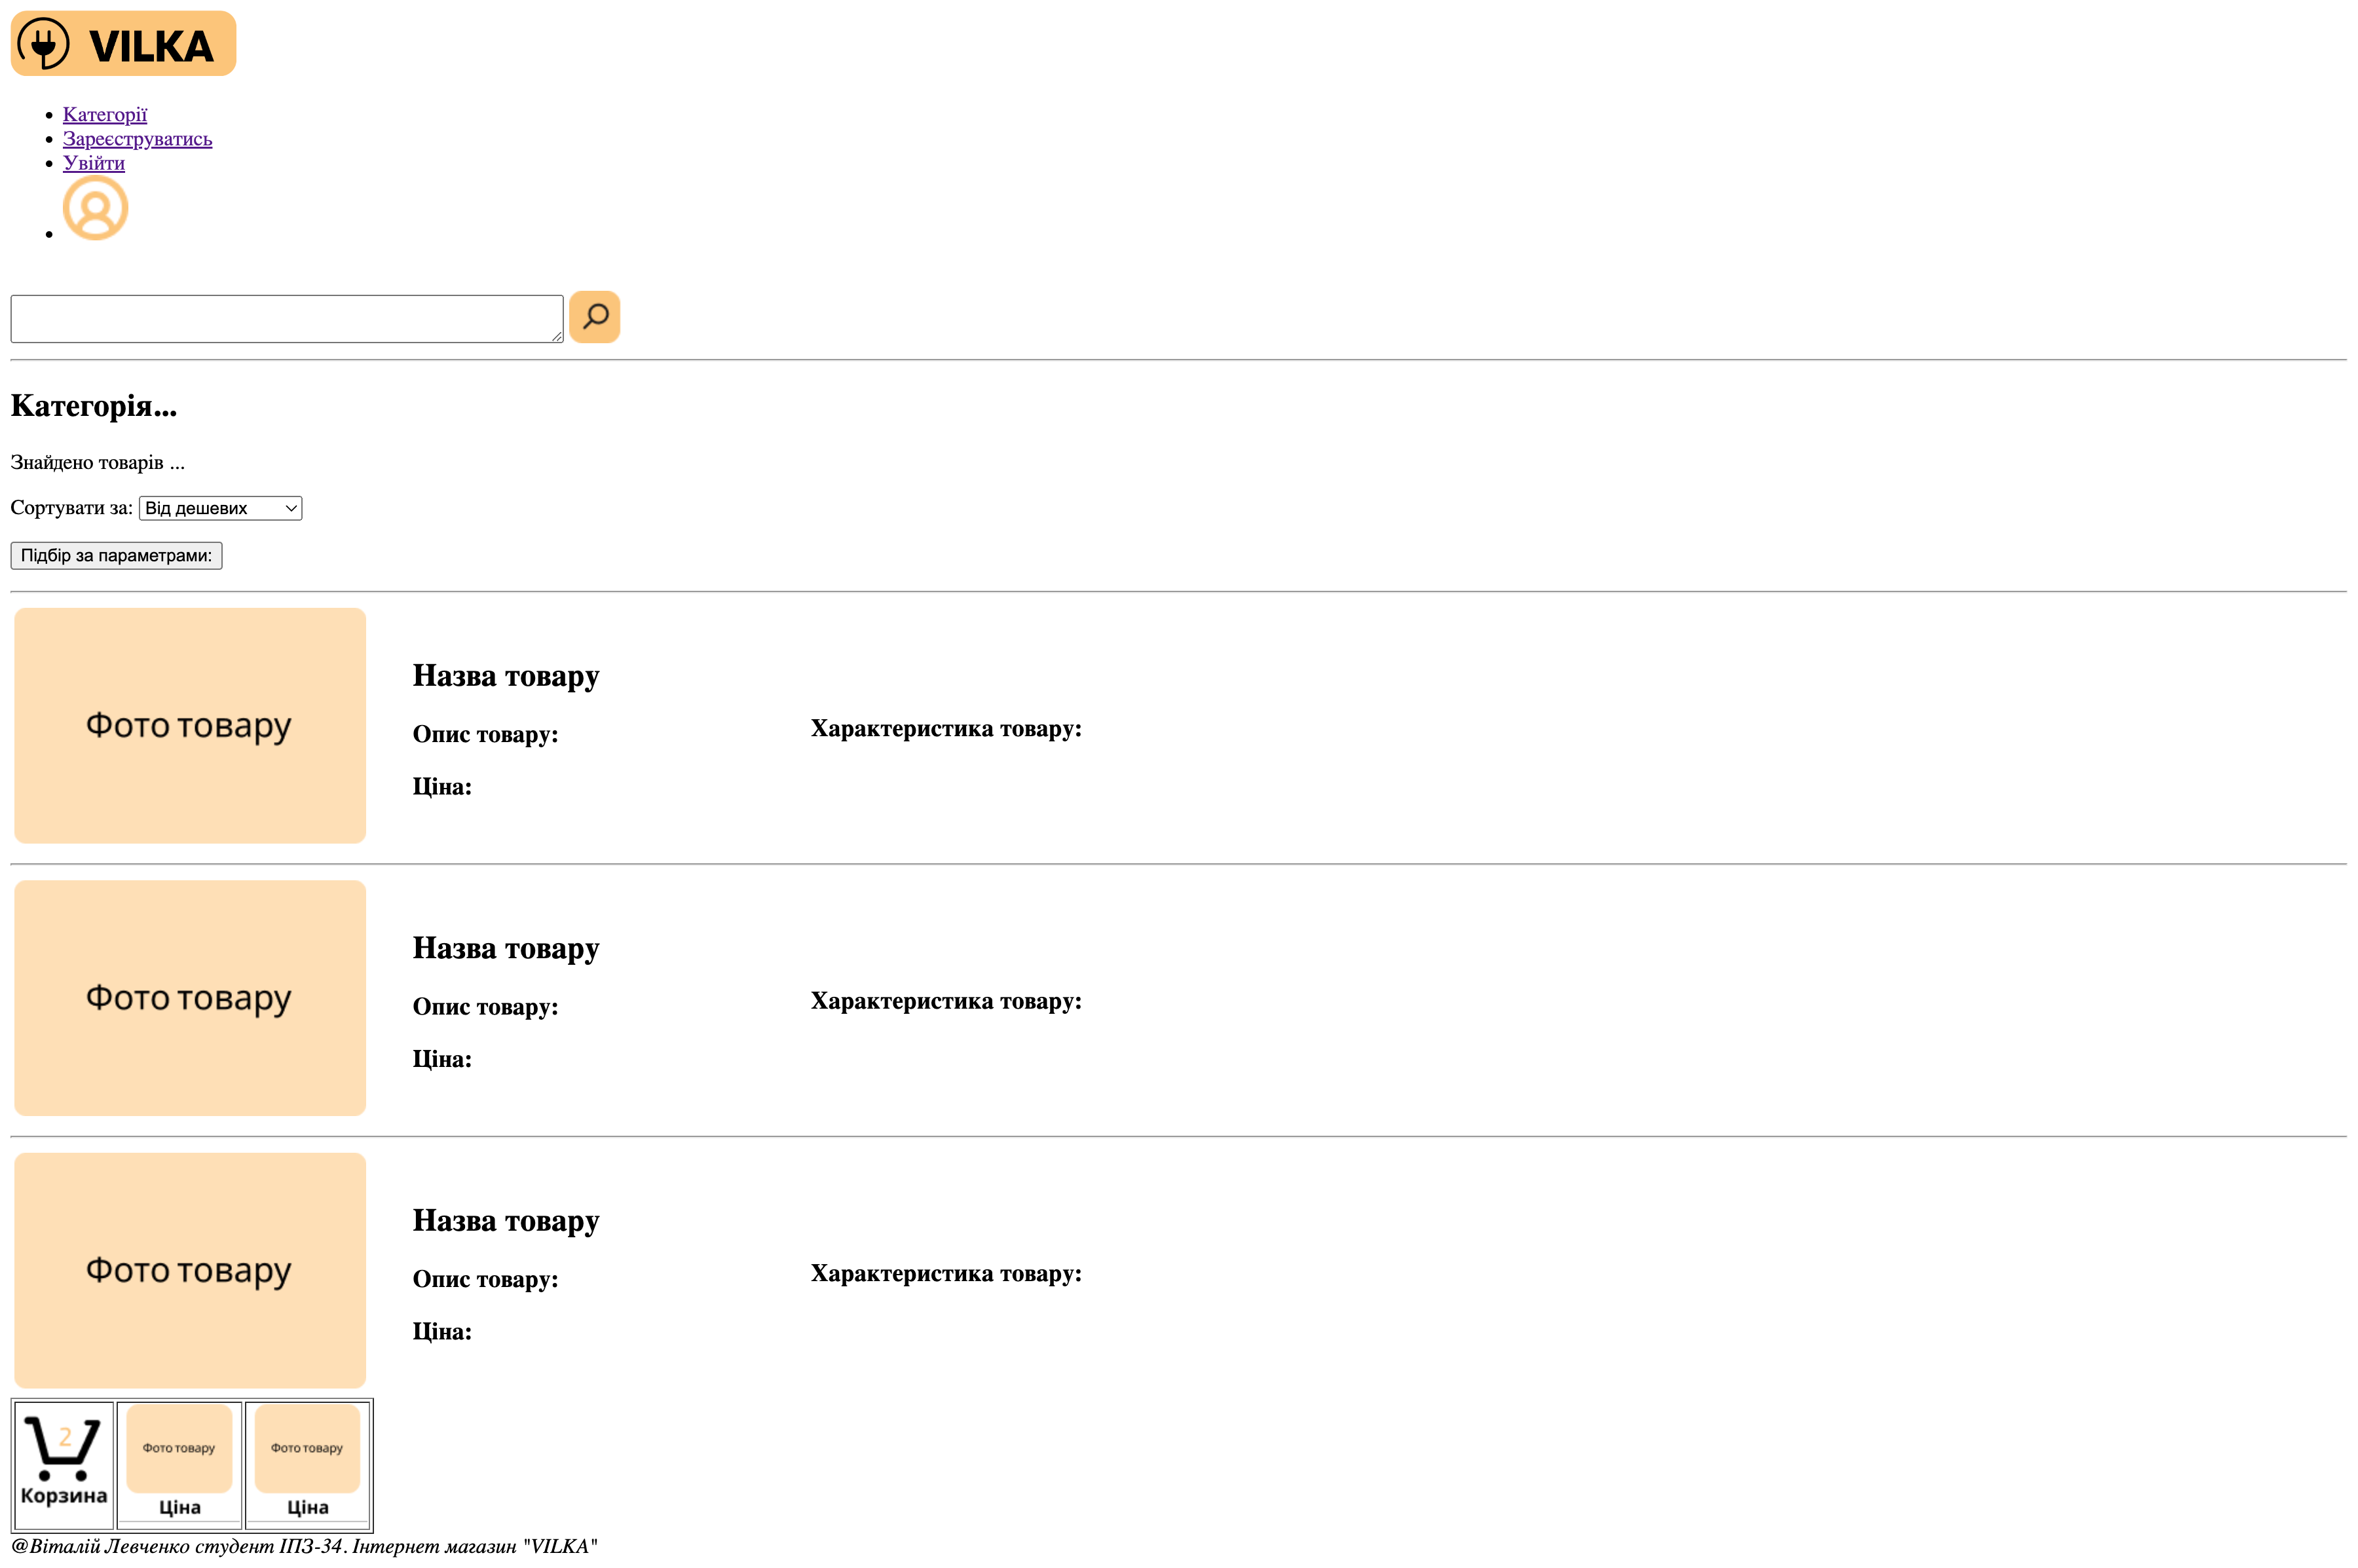 VILKA
Категорії
Зареєструватись
Увійти
Категорія...
Знайдено товарів ...
Сортувати за: Від дешевих
Підбір за параметрами:
Фото товару
Назва товару
Опис товару:
Ціна:
Характеристика товару:
Фото товару
Назва товару
Опис товару:
Ціна:
Характеристика товару:
Фото товару
Назва товару
Опис товару:
Ціна:
Характеристика товару:
2
Корзина
Фото товару
Ціна
Фото товару
Ціна
@Віталій Левченко студент ІПЗ-34. Інтернет магазин "VILKA"